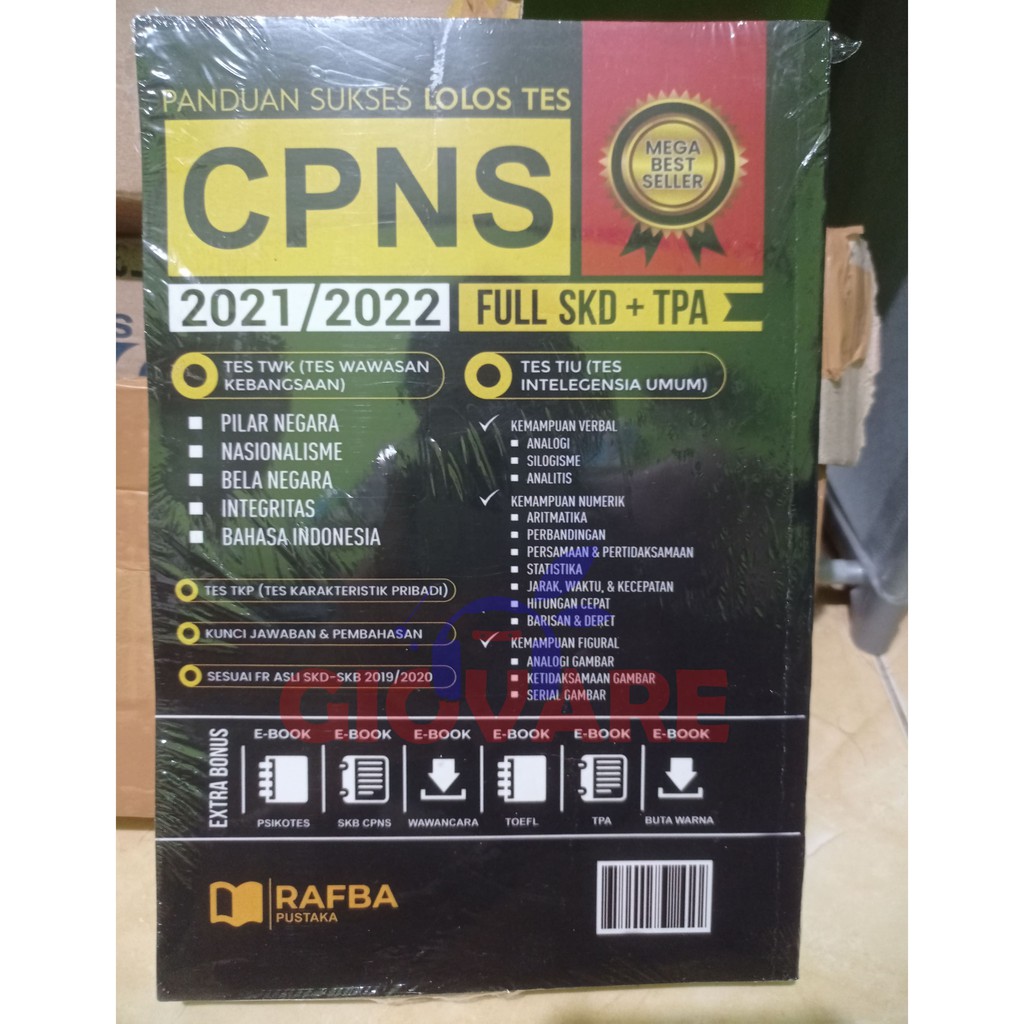 PANDUAN SUKSES LOLOS TES
CPNS
MEGA
BEST
SELLER
2021/2022
FULL SKD + TPA
TES TWK (TES WAWASAN
KEBANGSAAN)
PILAR NEGARA
NASIONALISME
BELA NEGARA
INTEGRITAS
BAHASA INDONESIA
TES TKP (TES KARAKTERISTIK PRIBADI)
KUNCI JAWABAN & PEMBAHASAN
SESUAI FR ASLI SKD-SKB 2019/2020
TES TIU (TES
INTELEGENSIA UMUM)
KEMAMPUAN VERBAL
ANALOGI
SILOGISME
ANALITIS
KEMAMPUAN NUMERIK
ARITMATIKA
PERBANDINGAN
PERSAMAAN & PERTIDAKSAMAAN
STATISTIKA
JARAK, WAKTU, & KECEPATAN
HITUNGAN CEPAT
BARISAN & DERET
KEMAMPUAN FIGURAL
ANALOGI GAMBAR
KETIDAKSAMAAN GAMBAR
SERIAL GAMBAR
GIOVARE
EXTRA BONUS
E-BOOK E-BOOK E-BOOK E-BOOK E-BOOK E-BOOK
PSIKOTES SKB CPNS WAWANCARA TOEFL TPA BUTA WARNA
RAFBA
PUSTAKA